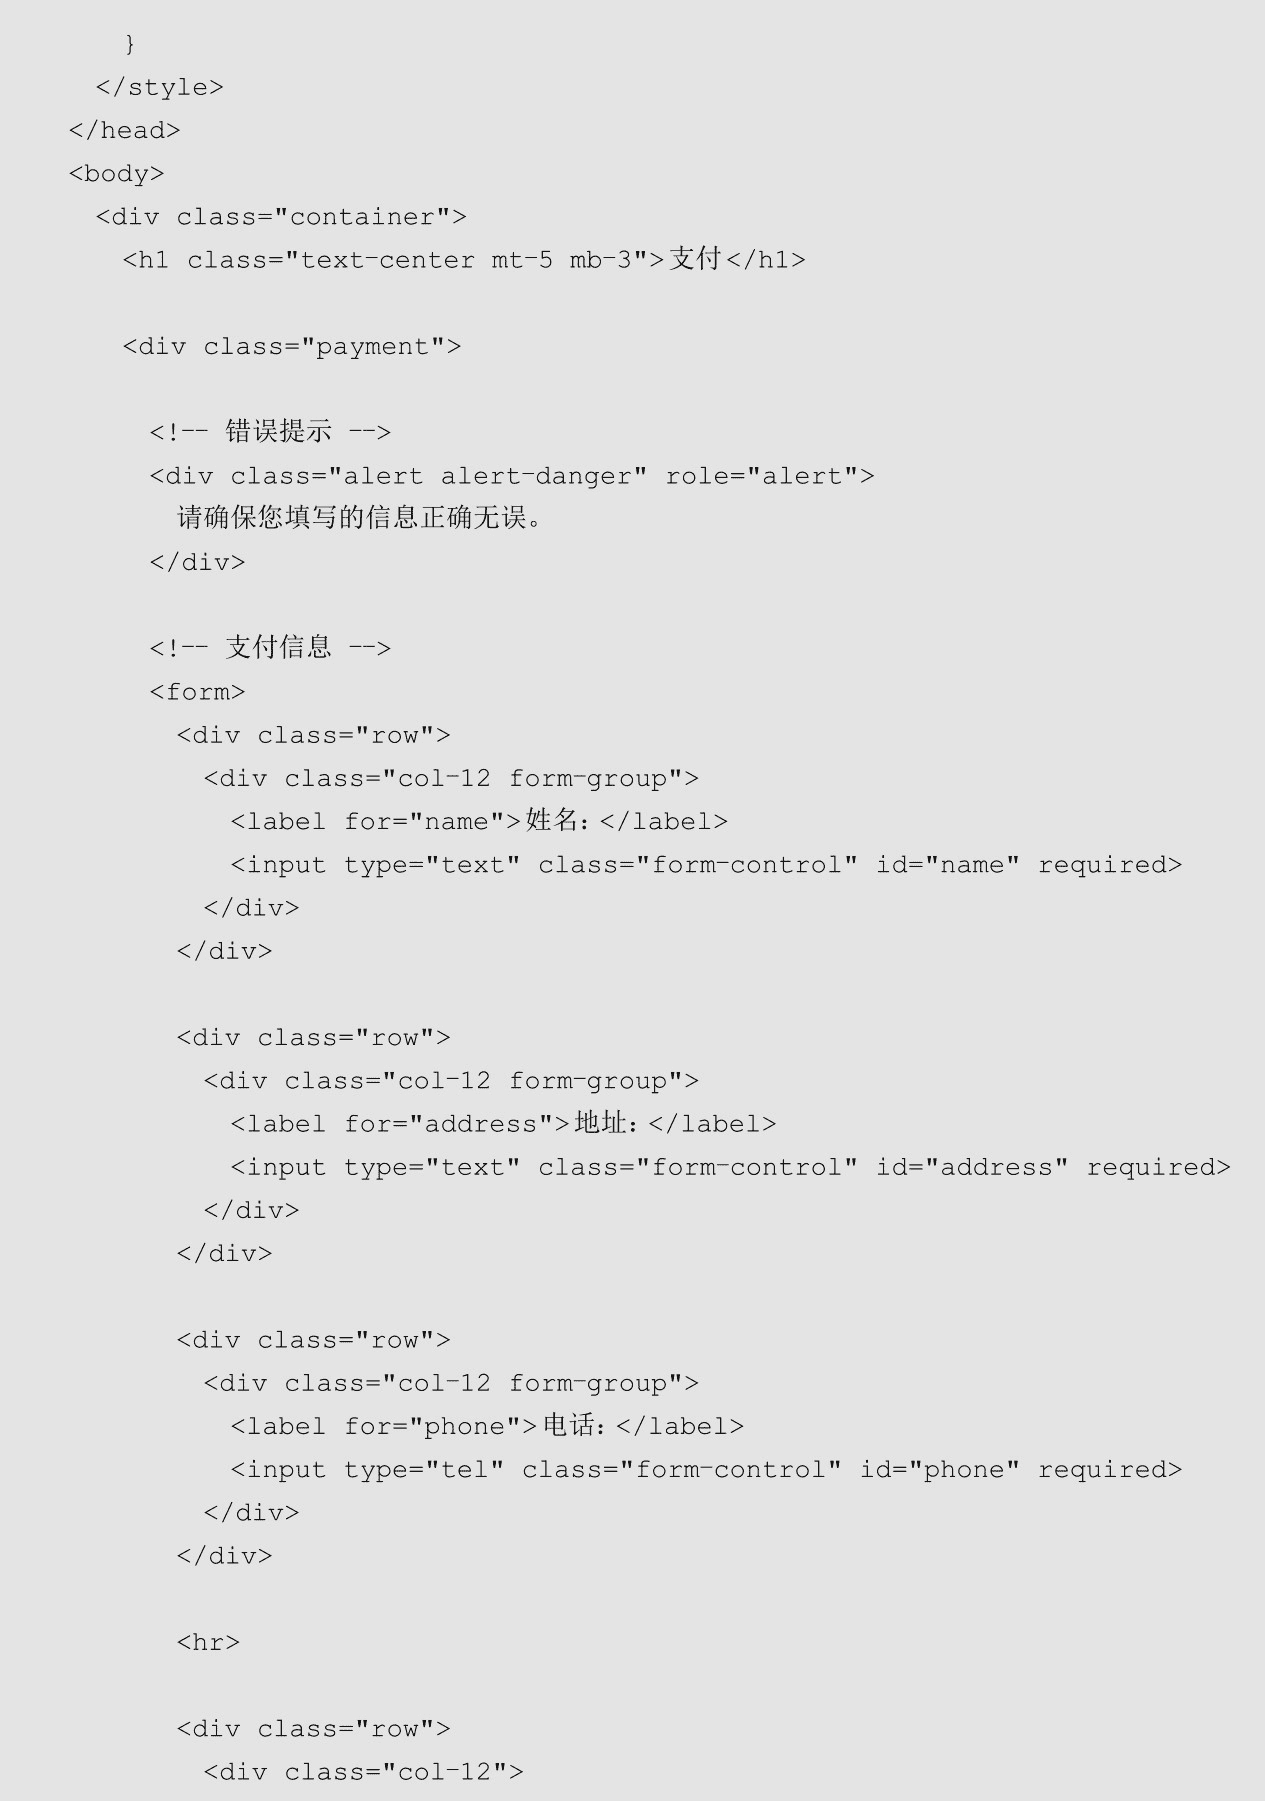 }
</style>
</head>
<body>
<div class="container">
<h1 class="text-center mt-5 mb-3">支付</h1>
<div class="payment">
<!-- 错误提示 -->
<div class="alert alert-danger" role="alert">
请确保您填写的信息正确无误。
</div>
<!-- 支付信息 -->
<form>
<div class="row">
<div class="col-12 form-group">
<label for="name">姓名：</label>
<input type="text" class="form-control" id="name" required>
</div>
</div>
<div class="row">
<div class="col-12 form-group">
<label for="address">地址：</label>
<input type="text" class="form-control" id="address" required>
</div>
</div>
<div class="row">
<div class="col-12 form-group">
<label for="phone">电话：</label>
<input type="tel" class="form-control" id="phone" required>
</div>
</div>
<hr>
<div class="row">
<div class="col-12">